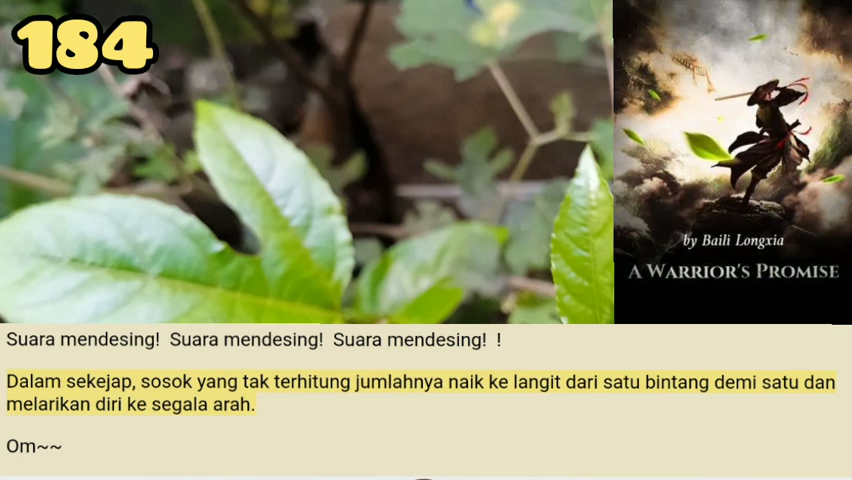 184
by Baili Longxia
A WARRIOR'S PROMISE
Suara mendesing!  Suara mendesing!  Suara mendesing!  !
Dalam sekejap, sosok yang tak terhitung jumlahnya naik ke langit dari satu bintang demi satu dan
melarikan diri ke segala arah.
Om~~